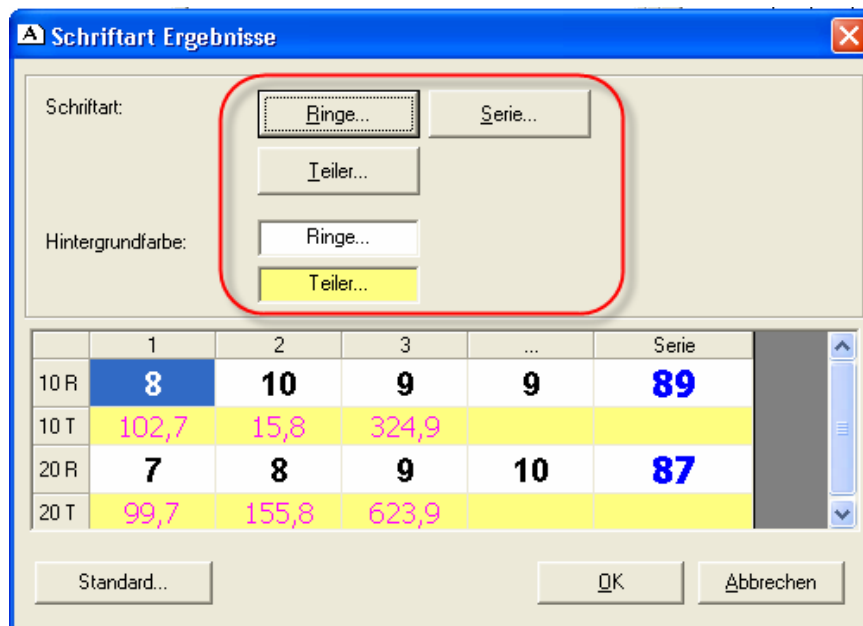 A Schriftart Ergebnisse
Schriftart: Ringe... Serie...
Teiler...
Hintergrundfarbe: Ringe...
Teiler...
1 2 3 ... Serie
10 R 8 10 9 9 89
10 T 102,7 15,8 324,9
20 R 7 8 9 10 87
20 T 99,7 155,8 623,9
Standard... OK Abbrechen